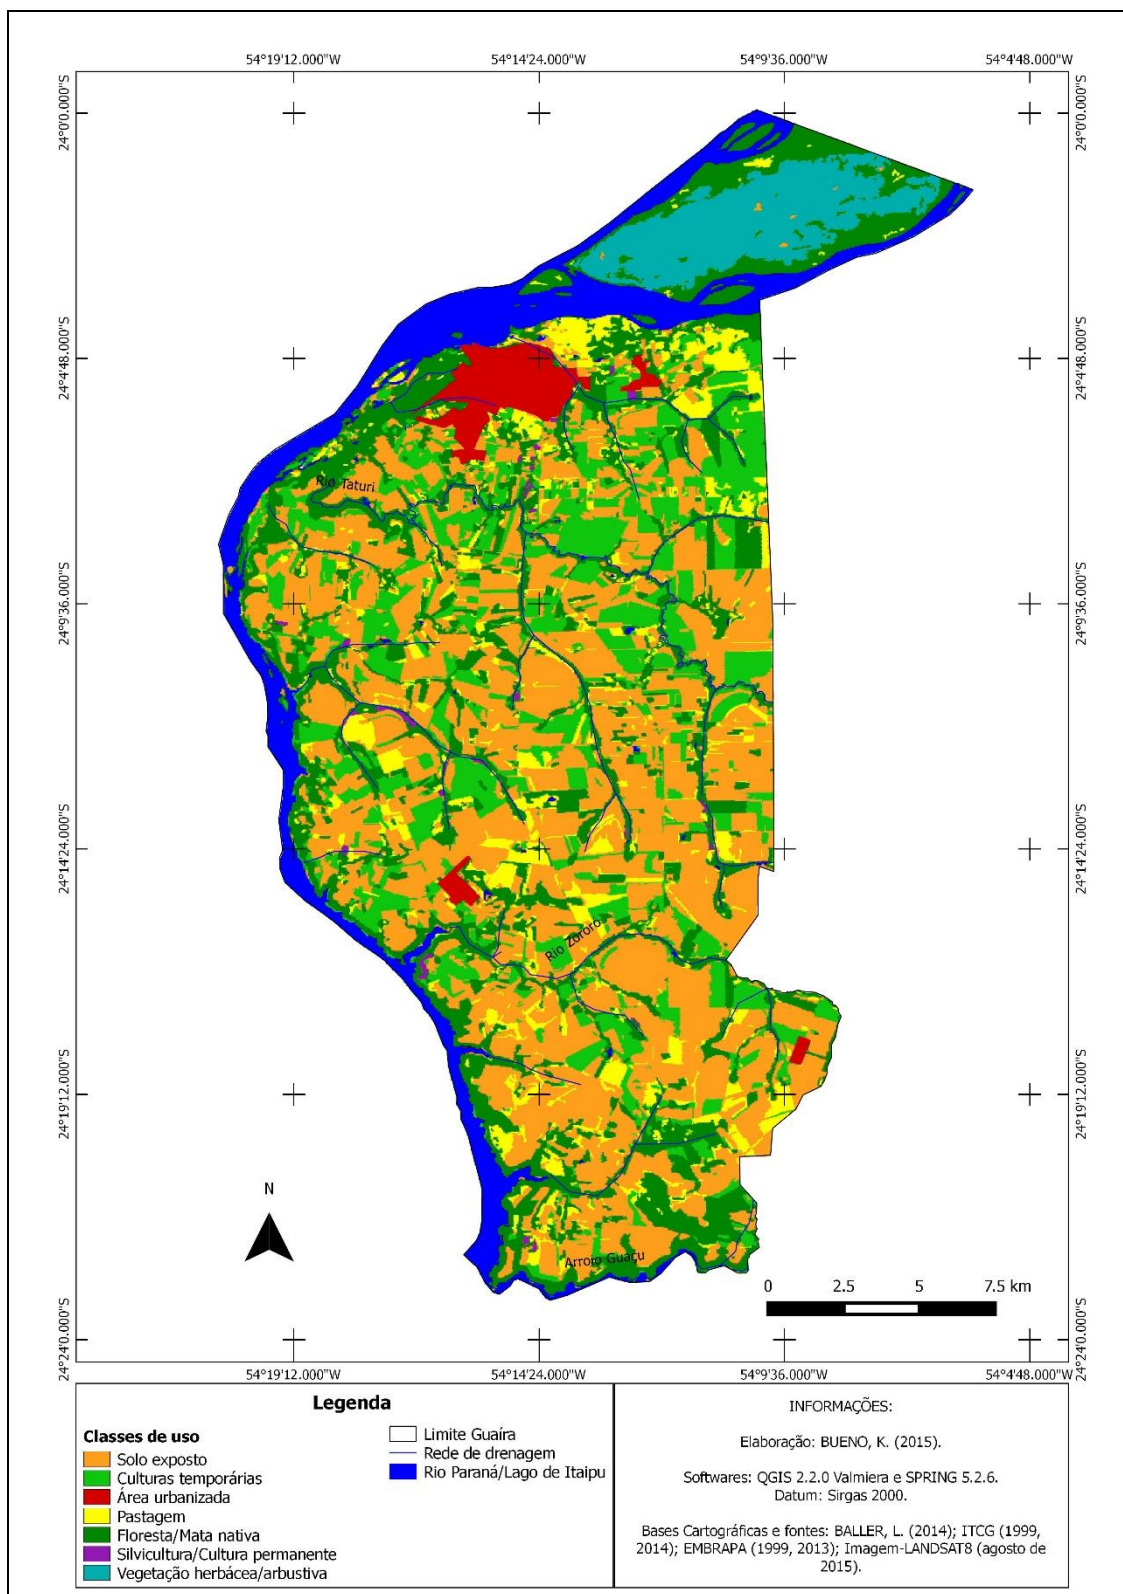 54°19'12.000"W 54°14'24.000"W 54°9'36.000"W 54°4'48.000"W
24°0'0.000"S 24°0'0.000"S
24°4'48.000"S 24°4'48.000"S
Rio Taturi
24°9'36.000"S 24°9'36.000"S
24°14'24.000"S 24°14'24.000"S
Rio Zororo
24°19'12.000"S 24°19'12.000"S
N
Arroio Guaçu
0 2.5 5 7.5 km
24°24'0.000"S 24°24'0.000"S
54°19'12.000"W 54°14'24.000"W 54°9'36.000"W 54°4'48.000"W
Legenda
Classes de uso
Solo exposto
Culturas temporárias
Área urbanizada
Pastagem
Floresta/Mata nativa
Silvicultura/Cultura permanente
Vegetação herbácea/arbustiva
Limite Guaíra
Rede de drenagem
Rio Paraná/Lago de Itaipu
INFORMAÇÕES:
Elaboração: BUENO, K. (2015).
Softwares: QGIS 2.2.0 Valmiera e SPRING 5.2.6.
Datum: Sirgas 2000.
Bases Cartográficas e fontes: BALLER, L. (2014); ITCG (1999,
2014); EMBRAPA (1999, 2013); Imagem-LANDSAT8 (agosto de
2015).